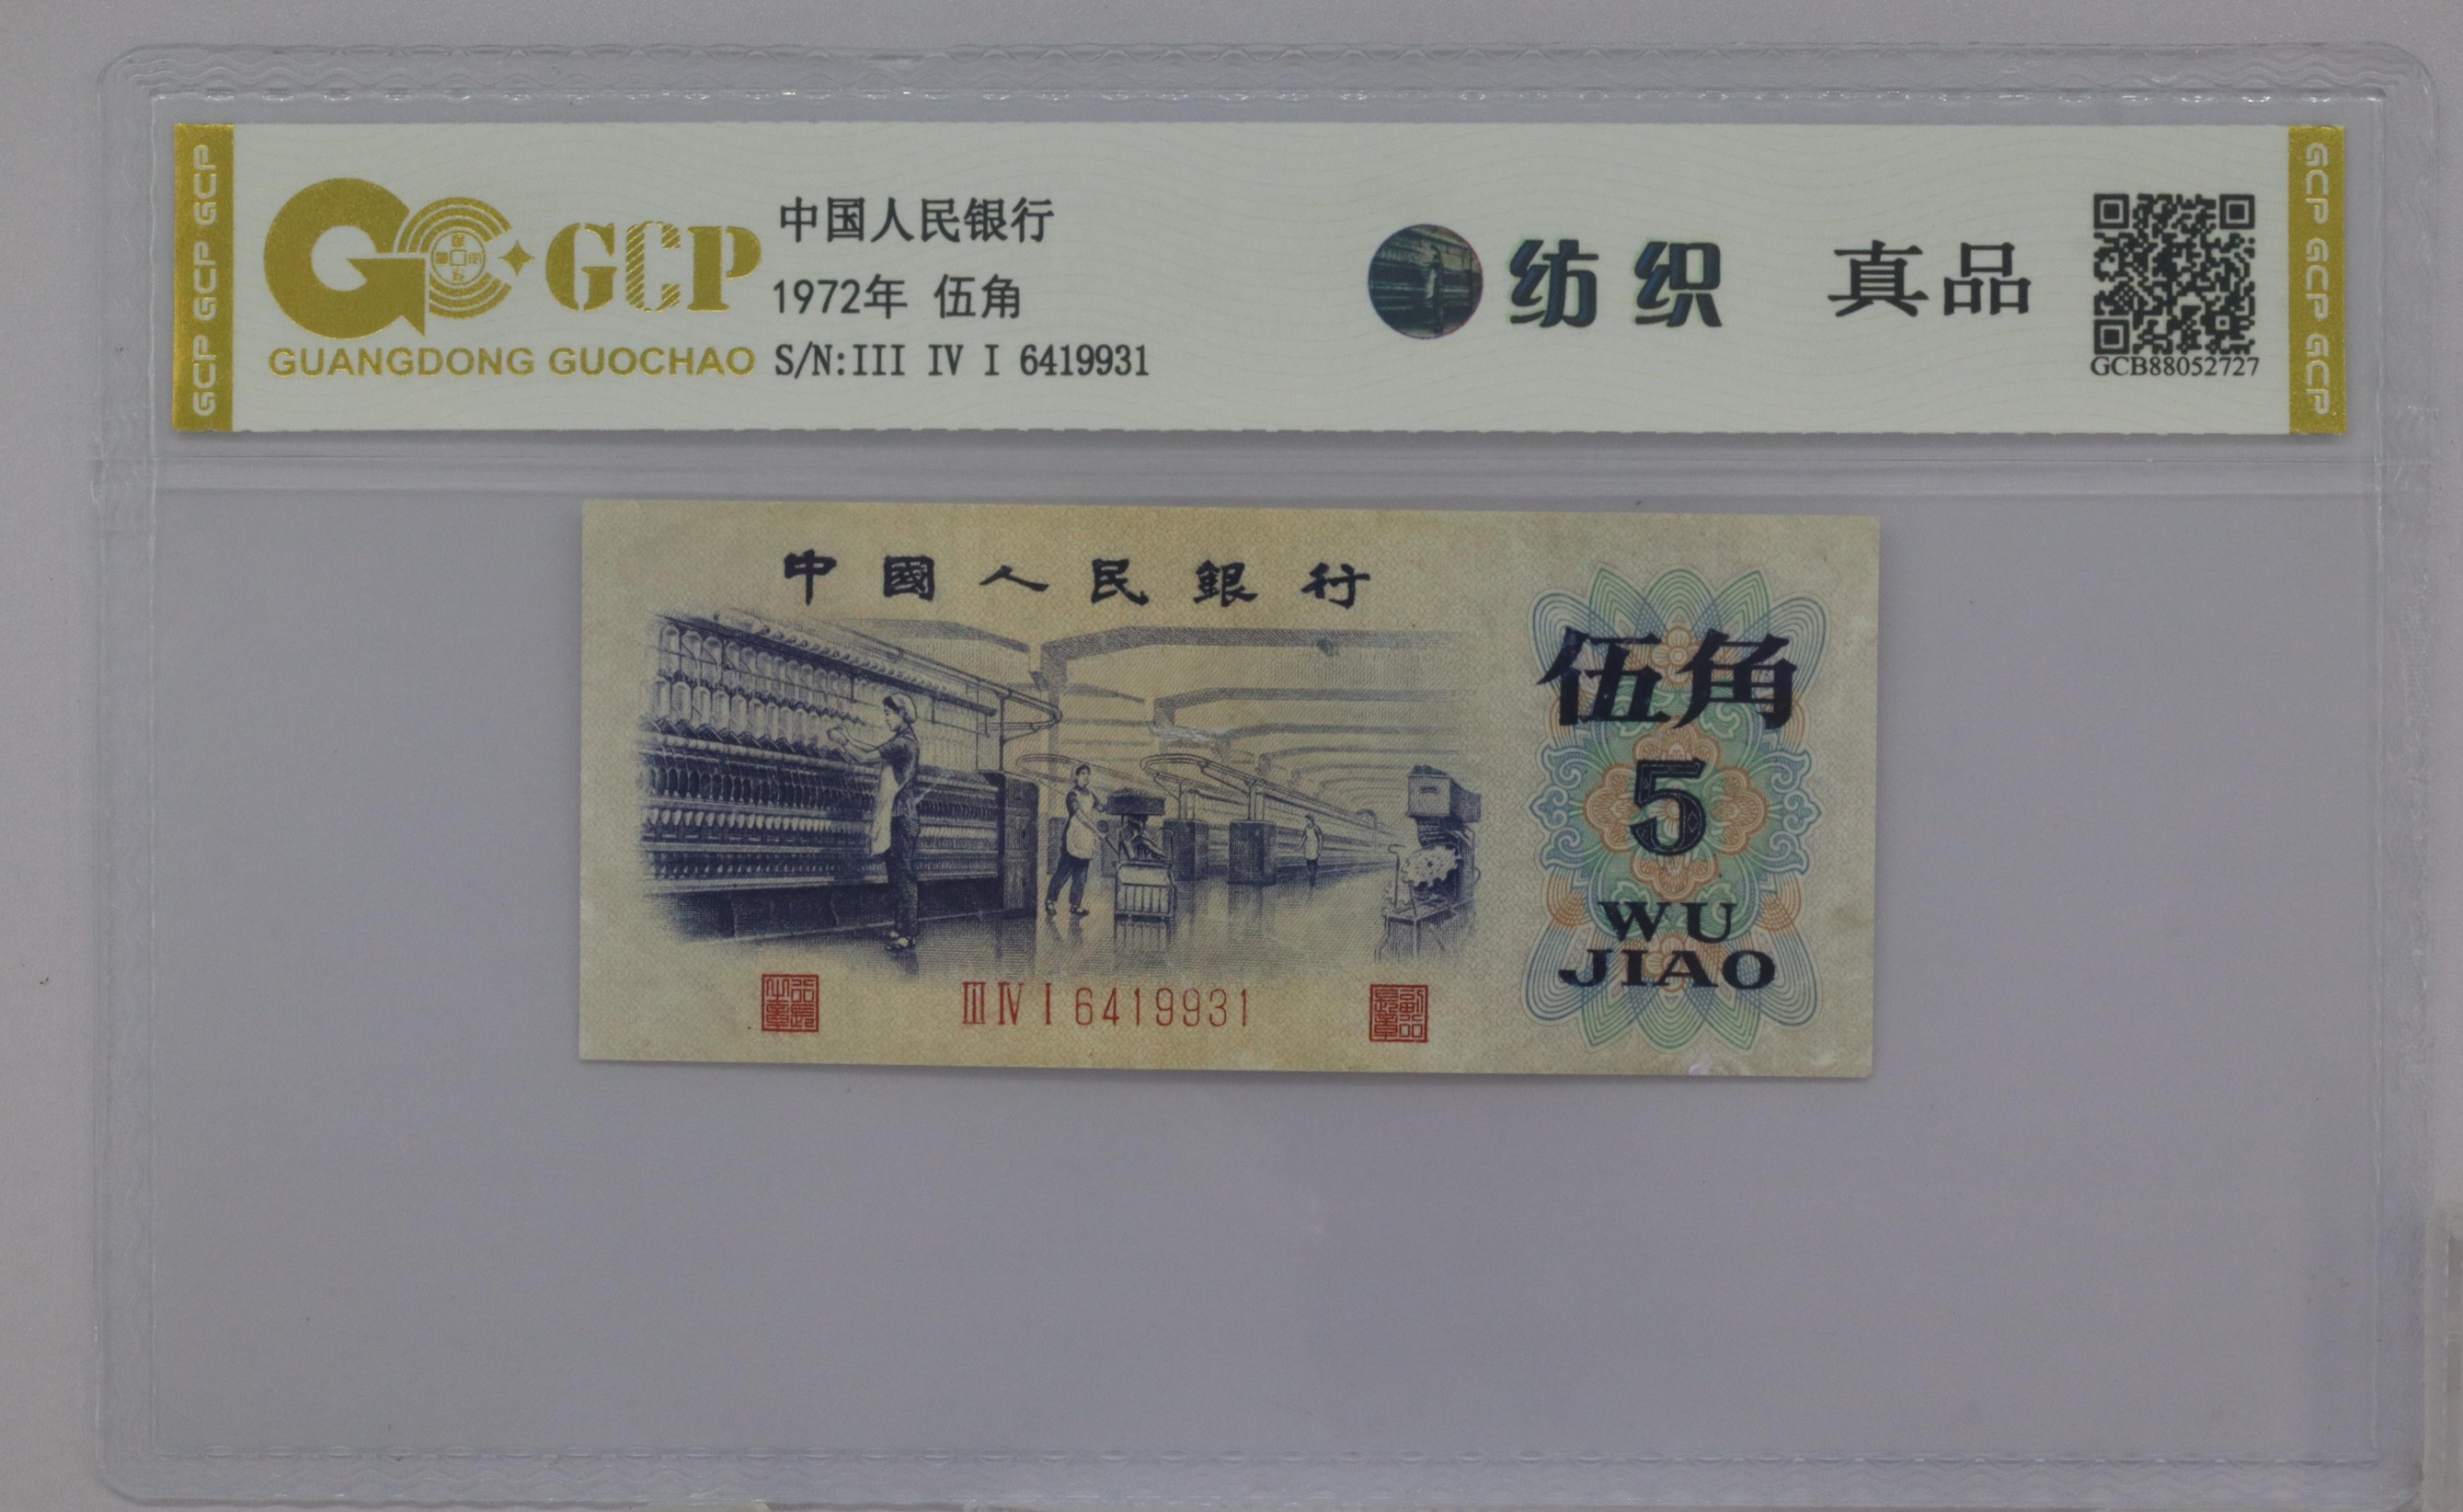 GCP GCP GCP
GCP
GUANGDONG GUOCHAO
中国人民银行
1972年 伍角
S/N:III IV I 6419931
纺织 真品
GCB88052727
GCP GCP GCP
中國人民銀行
伍角
5
WU
JIAO
III IV I 6419931